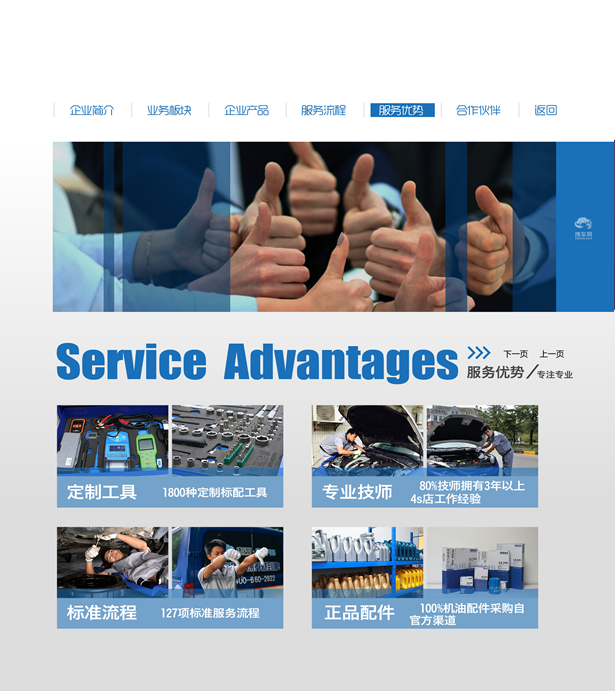 企业简介 业务板块 企业产品 服务流程 服务优势 合作伙伴 返回
Service Advantages
下一页 上一页
服务优势/专注专业
定制工具 1800种定制标配工具
专业技师 80%技师拥有3年以上
4s店工作经验
标准流程 127项标准服务流程
正品配件 100%机油配件采购自
官方渠道